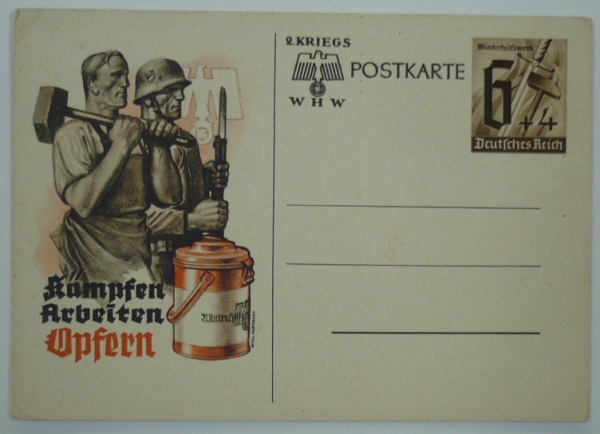 2. KRIEGS
WHW
POSTKARTE
Winterhilfswerk
6+4
Deutsches Reich
Kämpfen
Arbeiten
Opfern